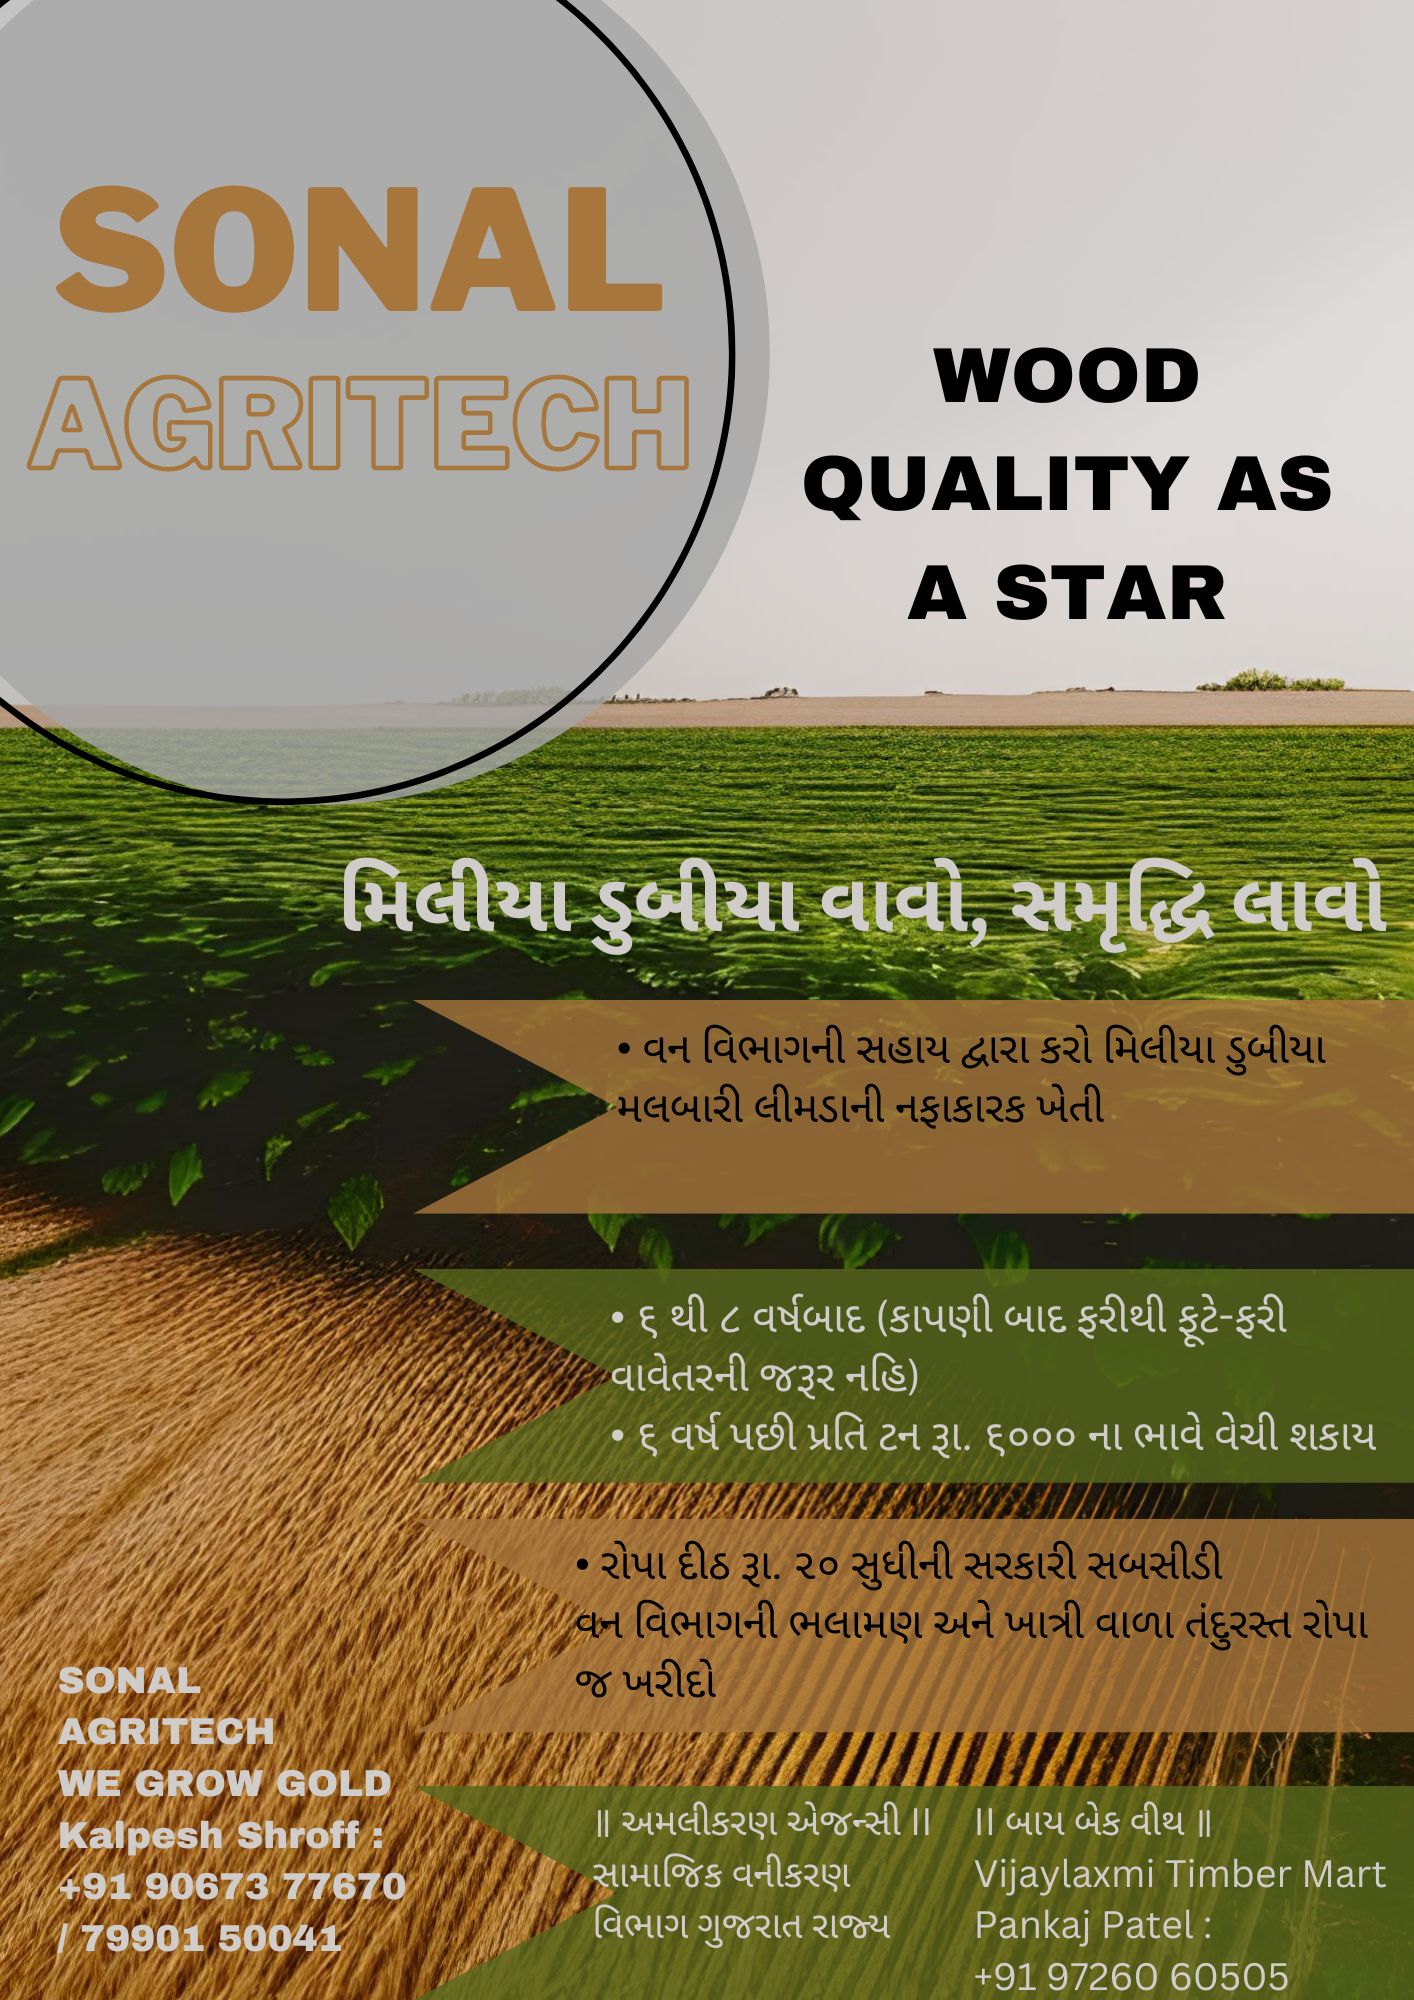 SONAL
AGRITECH
WOOD
QUALITY AS
A STAR
મિલીયા ડુબીયા વાવો, સમૃદ્ધિ લાવો
• વન વિભાગની સહાય દ્વારા કરો મિલીયા ડુબીયા
મલબારી લીમડાની નફાકારક ખેતી
• ૬ થી ૮ વર્ષબાદ (કાપણી બાદ ફરીથી ફૂટે-ફરી
વાવેતરની જરૂર નહિ)
• ૬ વર્ષ પછી પ્રતિ ટન રૂા. ૬૦૦૦ ના ભાવે વેચી શકાય
• રોપા દીઠ રૂા. ૨૦ સુધીની સરકારી સબસીડી
વન વિભાગની ભલામણ અને ખાત્રી વાળા તંદુરસ્ત રોપા
જ ખરીદો
SONAL
AGRITECH
WE GROW GOLD
Kalpesh Shroff :
+91 90673 77670
/ 79901 50041
॥ અમલીકરણ એજન્સી II
સામાજિક વનીકરણ
વિભાગ ગુજરાત રાજ્ય
II બાય બેક વીથ ॥
Vijaylaxmi Timber Mart
Pankaj Patel :
+91 97260 60505